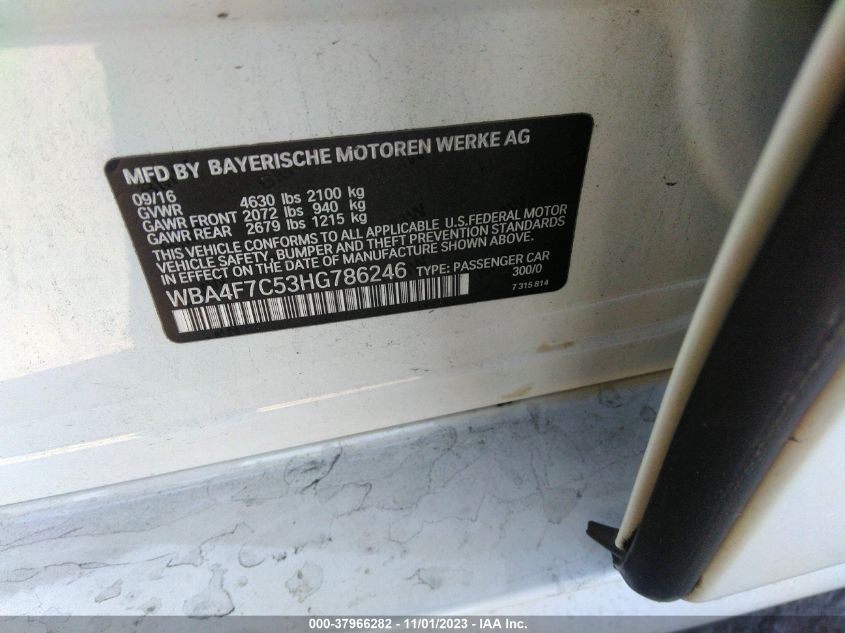 MFD BY BAYERISCHE MOTOREN WERKE AG
09/16
GVWR 4630 lbs 2100 kg
GAWR FRONT 2072 lbs 940 kg
GAWR REAR 2679 lbs 1215 kg
THIS VEHICLE CONFORMS TO ALL APPLICABLE U.S.FEDERAL MOTOR
VEHICLE SAFETY, BUMPER AND THEFT PREVENTION STANDARDS
IN EFFECT ON THE DATE OF MANUFACTURE SHOWN ABOVE.
WBA4F7C53HG786246 TYPE: PASSENGER CAR
300/0
7 315 814
000-37966282 - 11/01/2023 - IAA Inc.